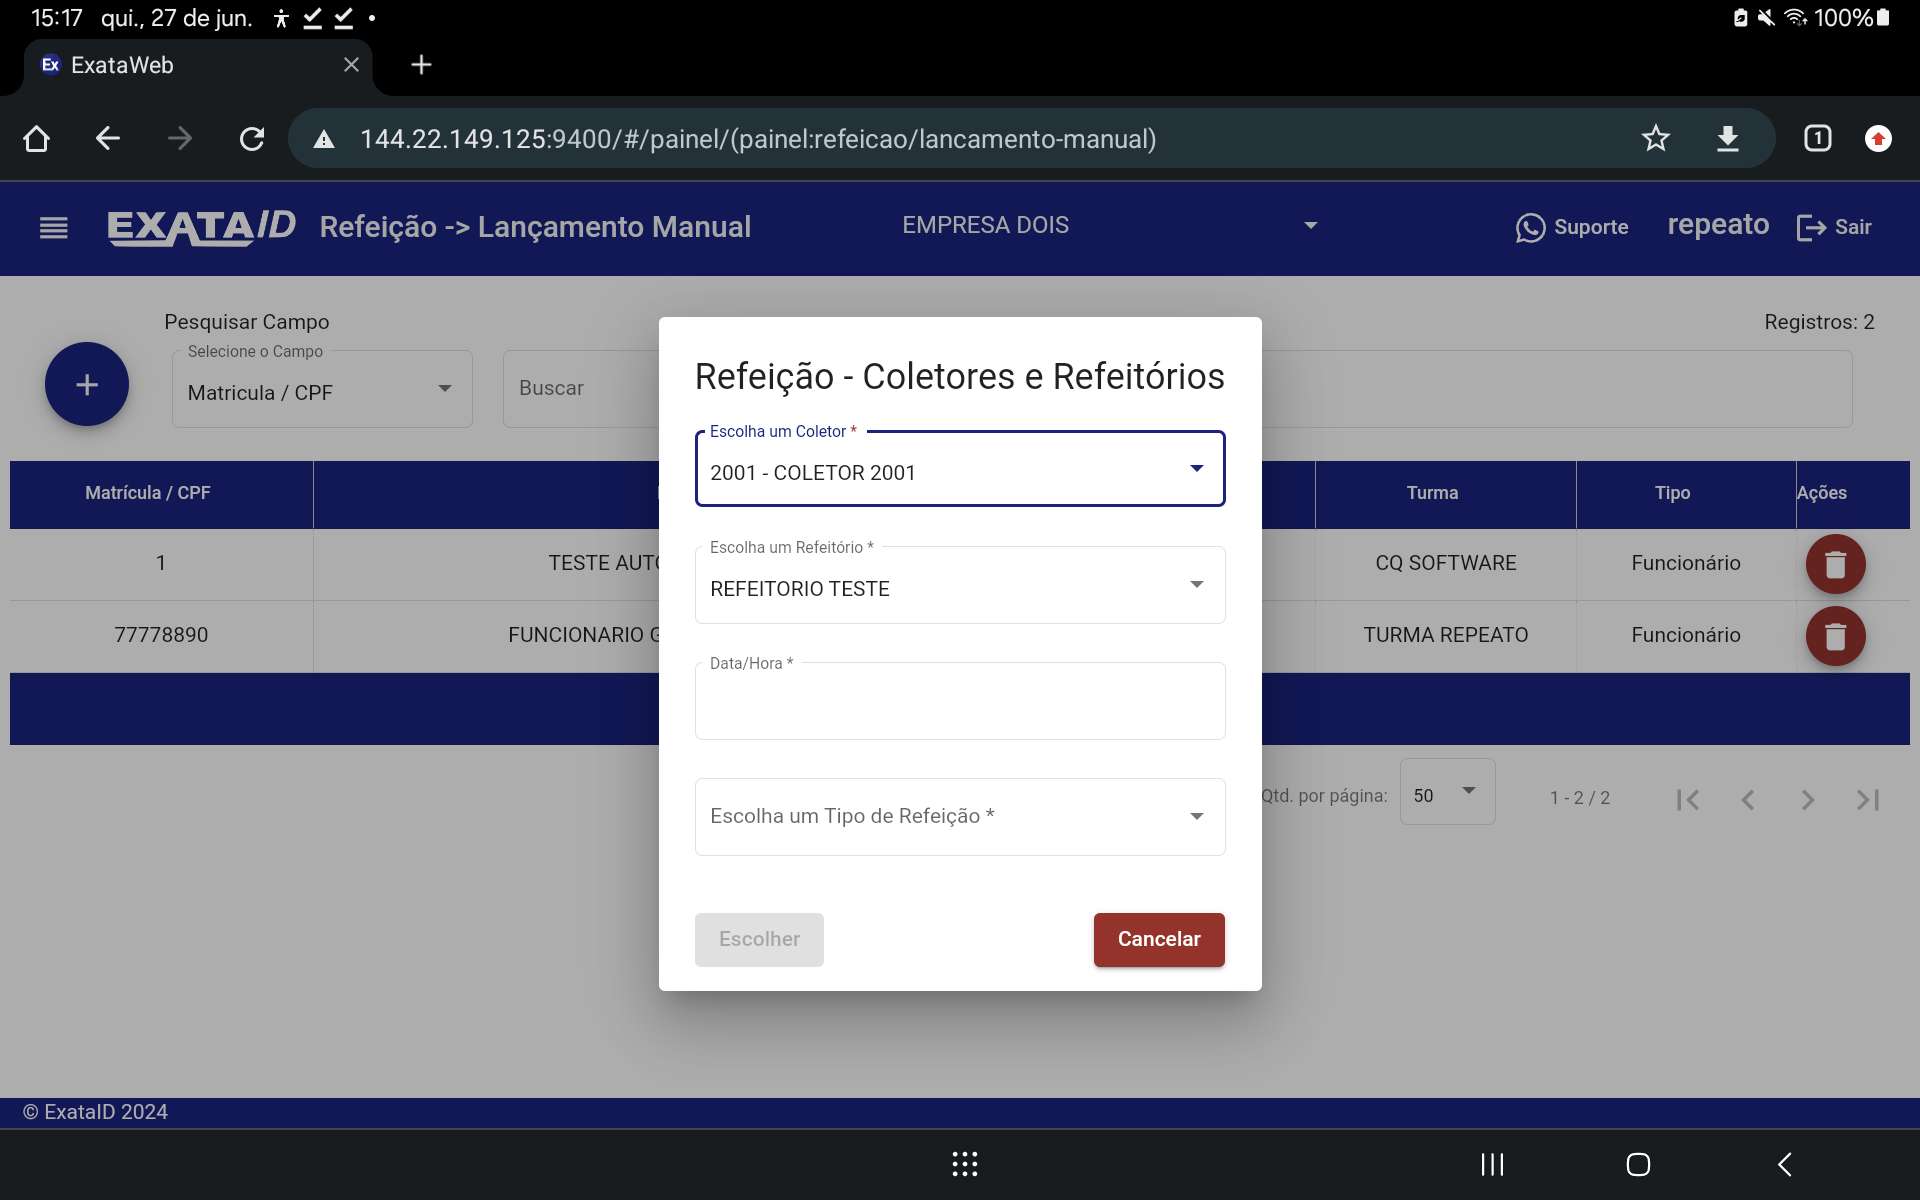 15:17 qui., 27 de jun. 100%
Ex ExataWeb
1
144.22.149.125:9400/#/painel/(painel:refeicao/lancamento-manual)
EXATAID Refeição -> Lançamento Manual EMPRESA DOIS Suporte repeato Sair
Pesquisar Campo Registros: 2
Selecione o Campo
Matricula / CPF Buscar
Matrícula / CPF Turma Tipo Ações
1 TESTE AUTO CQ SOFTWARE Funcionário
77778890 FUNCIONARIO G TURMA REPEATO Funcionário
Qtd. por página: 50 1 - 2 / 2
Refeição - Coletores e Refeitórios
Escolha um Coletor *
2001 - COLETOR 2001
Escolha um Refeitório *
REFEITORIO TESTE
Data/Hora *
Escolha um Tipo de Refeição *
Escolher Cancelar
© ExataID 2024